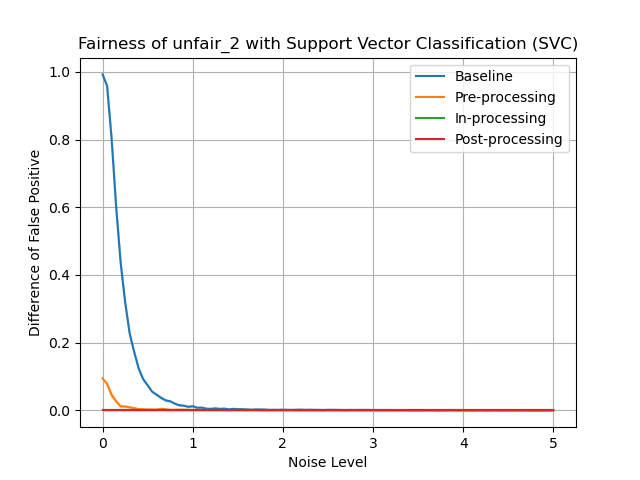 Fairness of unfair_2 with Support Vector Classification (SVC)
1.0
0.8
0.6
0.4
0.2
0.0
Difference of False Positive
Baseline
Pre-processing
In-processing
Post-processing
0 1 2 3 4 5
Noise Level